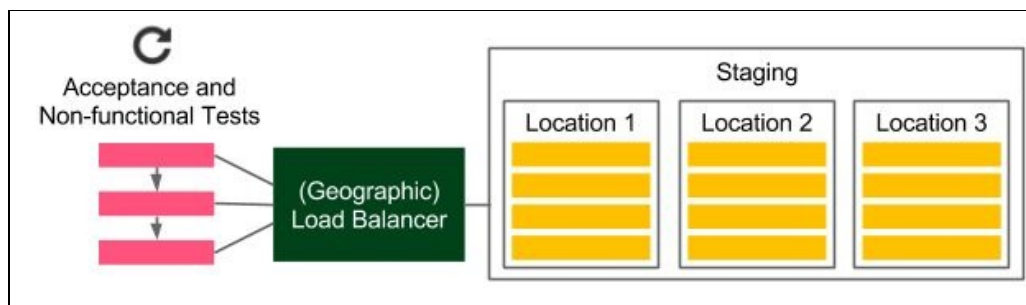 Acceptance and
Non-functional Tests
(Geographic)
Load Balancer
Staging
Location 1
Location 2
Location 3